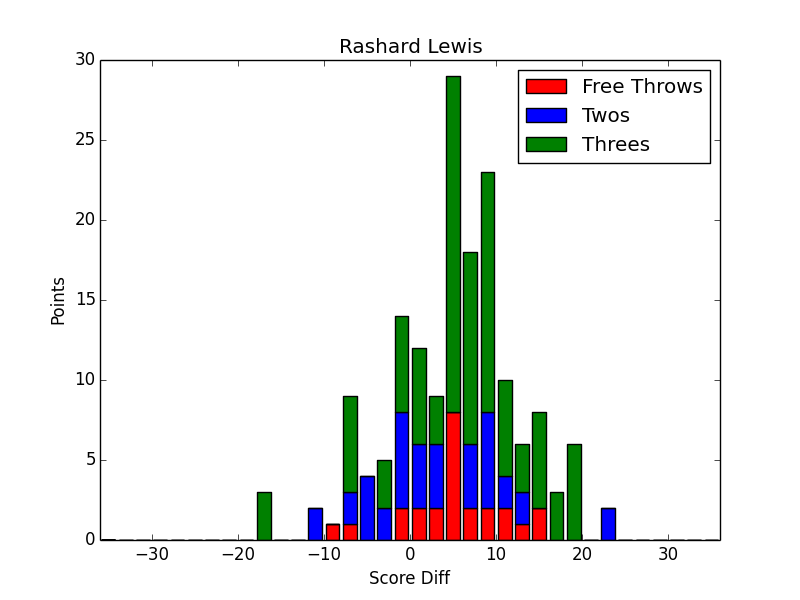 Rashard Lewis
Free Throws
Twos
Threes
30
25
20
15
10
5
0
Points
−30 −20 −10 0 10 20 30
Score Diff